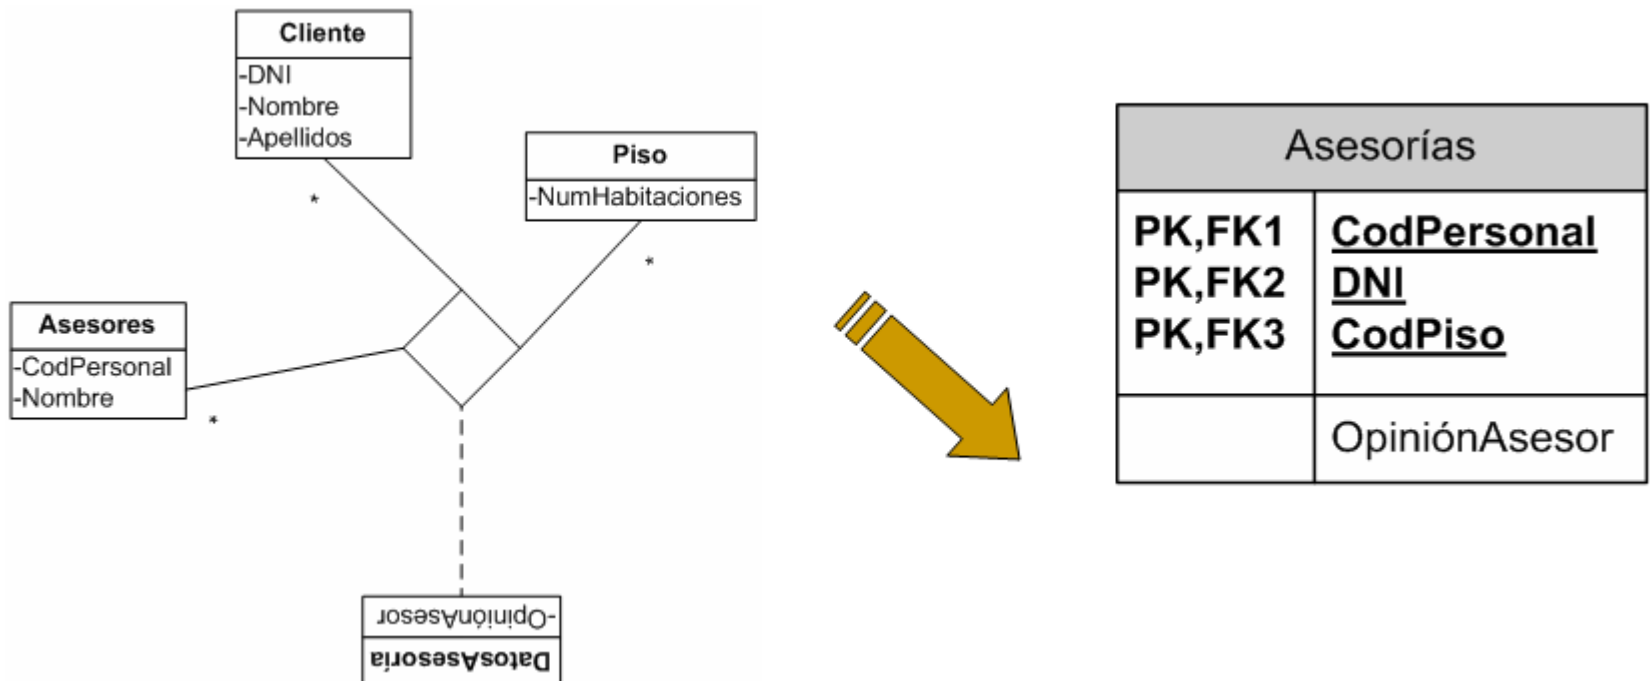 Cliente
-DNI
-Nombre
-Apellidos
*
Piso
-NumHabitaciones
*
Asesores
-CodPersonal
-Nombre
*
DatosAsesoría
-OpiniónAsesor
Asesorías
PK,FK1 CodPersonal
PK,FK2 DNI
PK,FK3 CodPiso
OpiniónAsesor